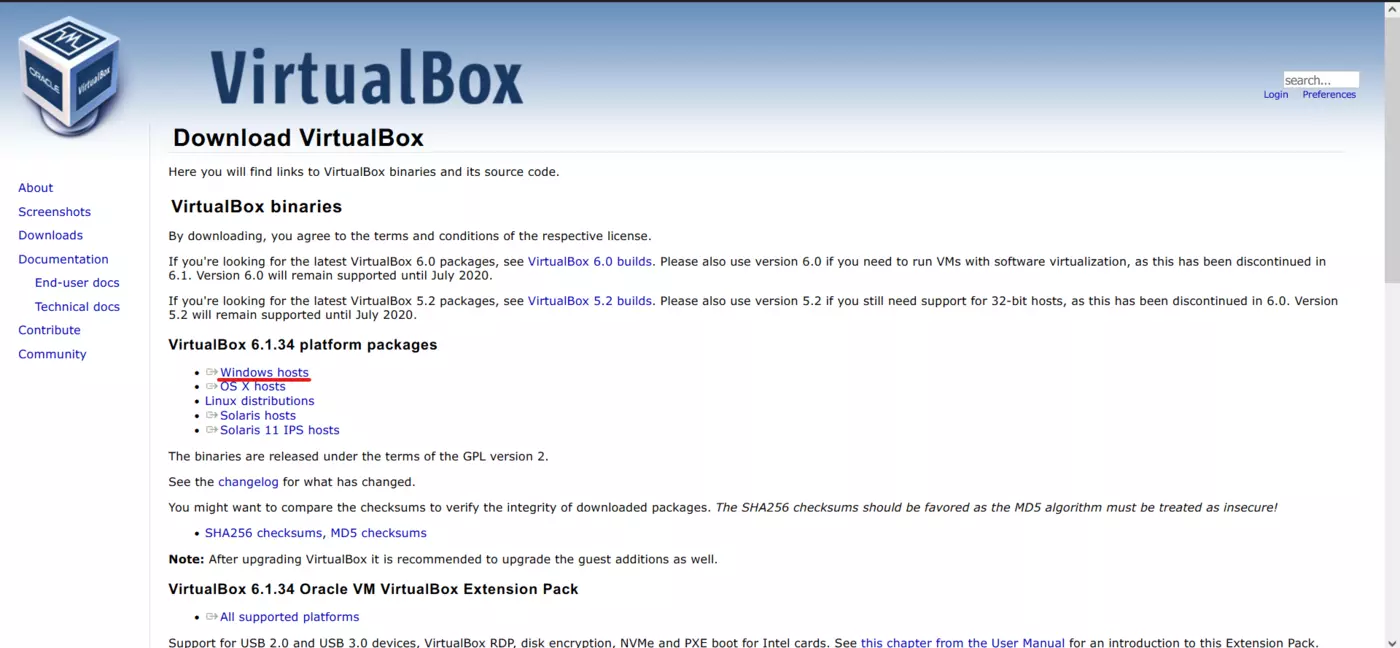 ORACLE
VirtualBox
VirtualBox
search...
Login Preferences
Download VirtualBox
About
Screenshots
Downloads
Documentation
End-user docs
Technical docs
Contribute
Community
Here you will find links to VirtualBox binaries and its source code.
VirtualBox binaries
By downloading, you agree to the terms and conditions of the respective license.
If you're looking for the latest VirtualBox 6.0 packages, see VirtualBox 6.0 builds. Please also use version 6.0 if you need to run VMs with software virtualization, as this has been discontinued in
6.1. Version 6.0 will remain supported until July 2020.
If you're looking for the latest VirtualBox 5.2 packages, see VirtualBox 5.2 builds. Please also use version 5.2 if you still need support for 32-bit hosts, as this has been discontinued in 6.0. Version
5.2 will remain supported until July 2020.
VirtualBox 6.1.34 platform packages
• Windows hosts
• OS X hosts
• Linux distributions
• Solaris hosts
• Solaris 11 IPS hosts
The binaries are released under the terms of the GPL version 2.
See the changelog for what has changed.
You might want to compare the checksums to verify the integrity of downloaded packages. The SHA256 checksums should be favored as the MD5 algorithm must be treated as insecure!
• SHA256 checksums, MD5 checksums
Note: After upgrading VirtualBox it is recommended to upgrade the guest additions as well.
VirtualBox 6.1.34 Oracle VM VirtualBox Extension Pack
• All supported platforms
Support for USB 2.0 and USB 3.0 devices, VirtualBox RDP, disk encryption, NVMe and PXE boot for Intel cards. See this chapter from the User Manual for an introduction to this Extension Pack.